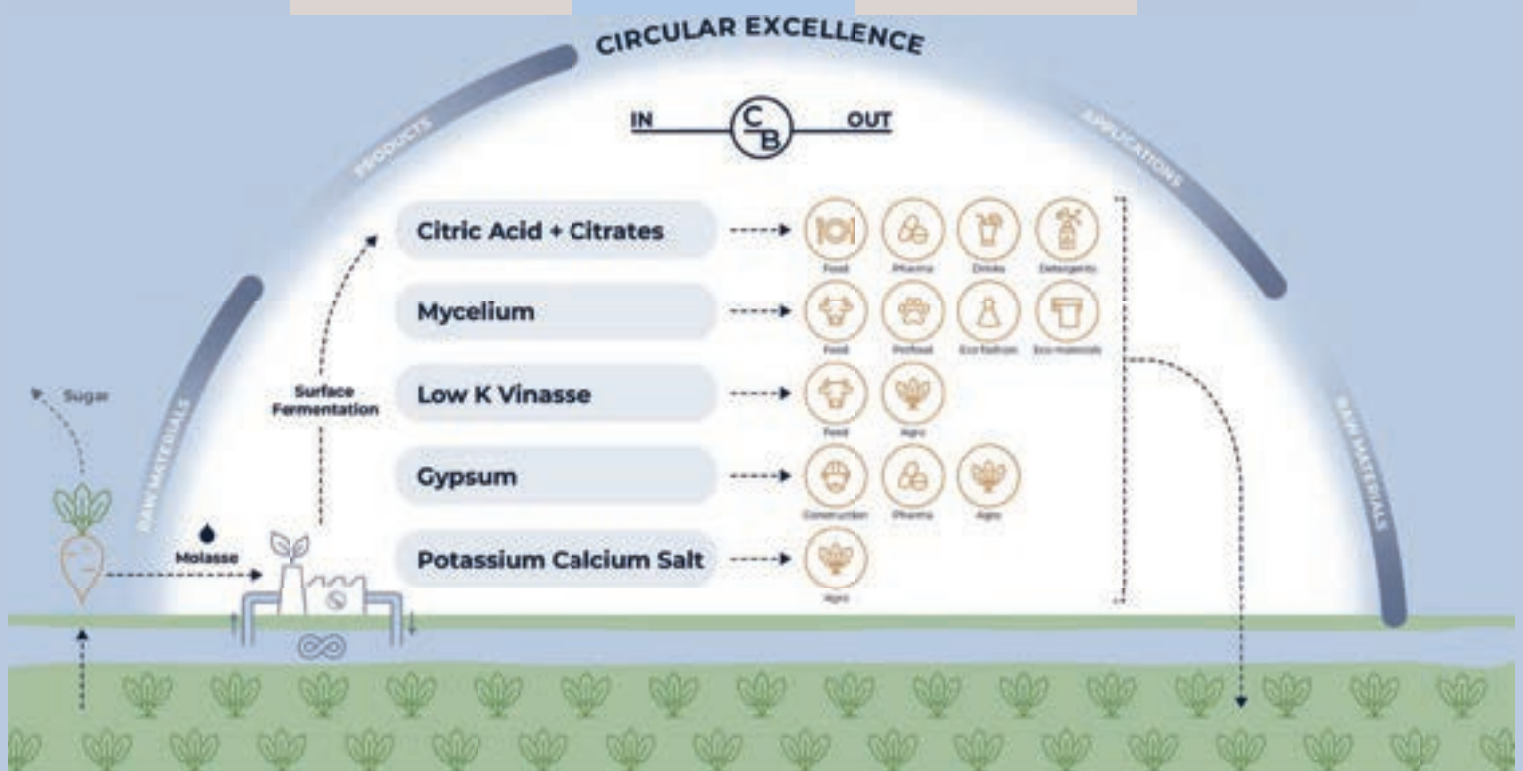 CIRCULAR EXCELLENCE
IN
CB
OUT
PRODUCTS
APPLICATIONS
RAW MATERIALS
RAW MATERIALS
Sugar
Molasse
Surface
Fermentation
Citric Acid + Citrates
Food
Pharma
Drinks
Detergents
Mycelium
Feed
Petfood
Eco fashion
Eco materials
Low K Vinasse
Feed
Agro
Gypsum
Construction
Pharma
Agro
Potassium Calcium Salt
Agro